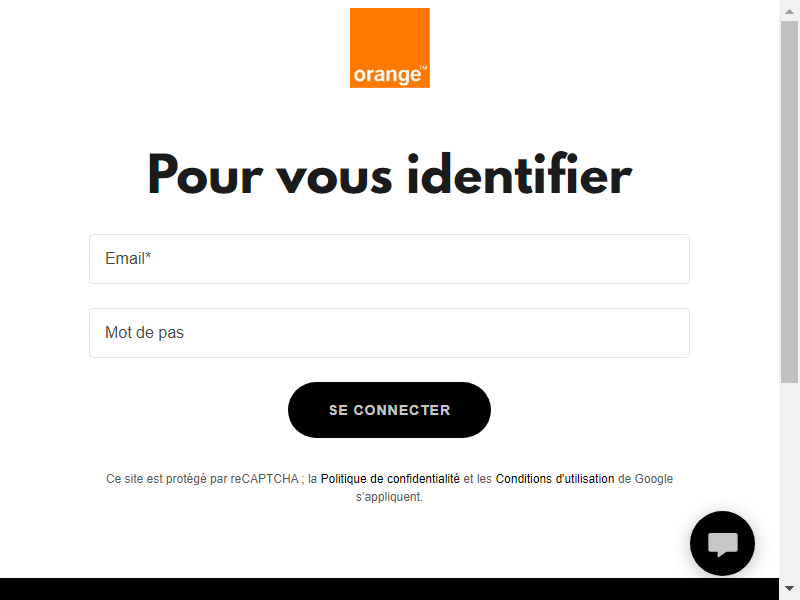 orange™
Pour vous identifier
Email*
Mot de pas
SE CONNECTER
Ce site est protégé par reCAPTCHA ; la Politique de confidentialité et les Conditions d'utilisation de Google
s’appliquent.